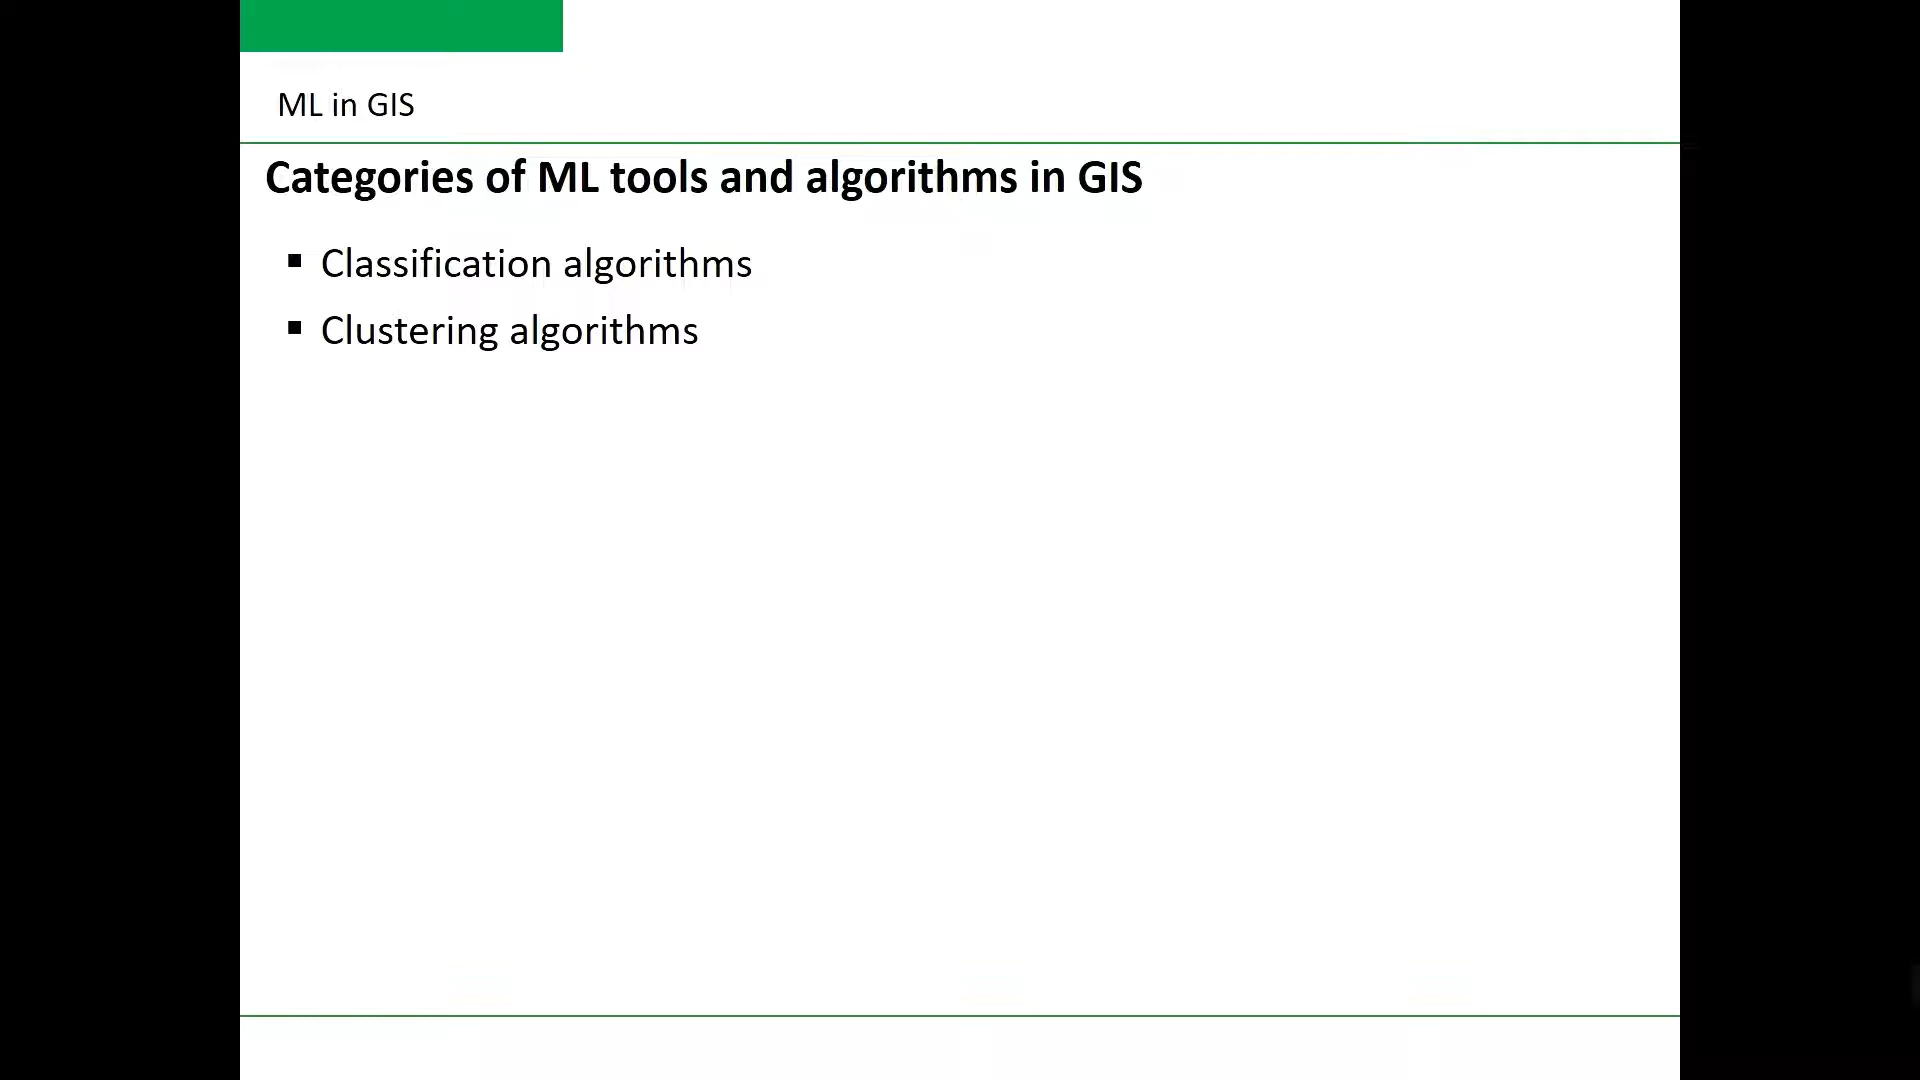 ML in GIS
Categories of ML tools and algorithms in GIS
▪ Classification algorithms
▪ Clustering algorithms